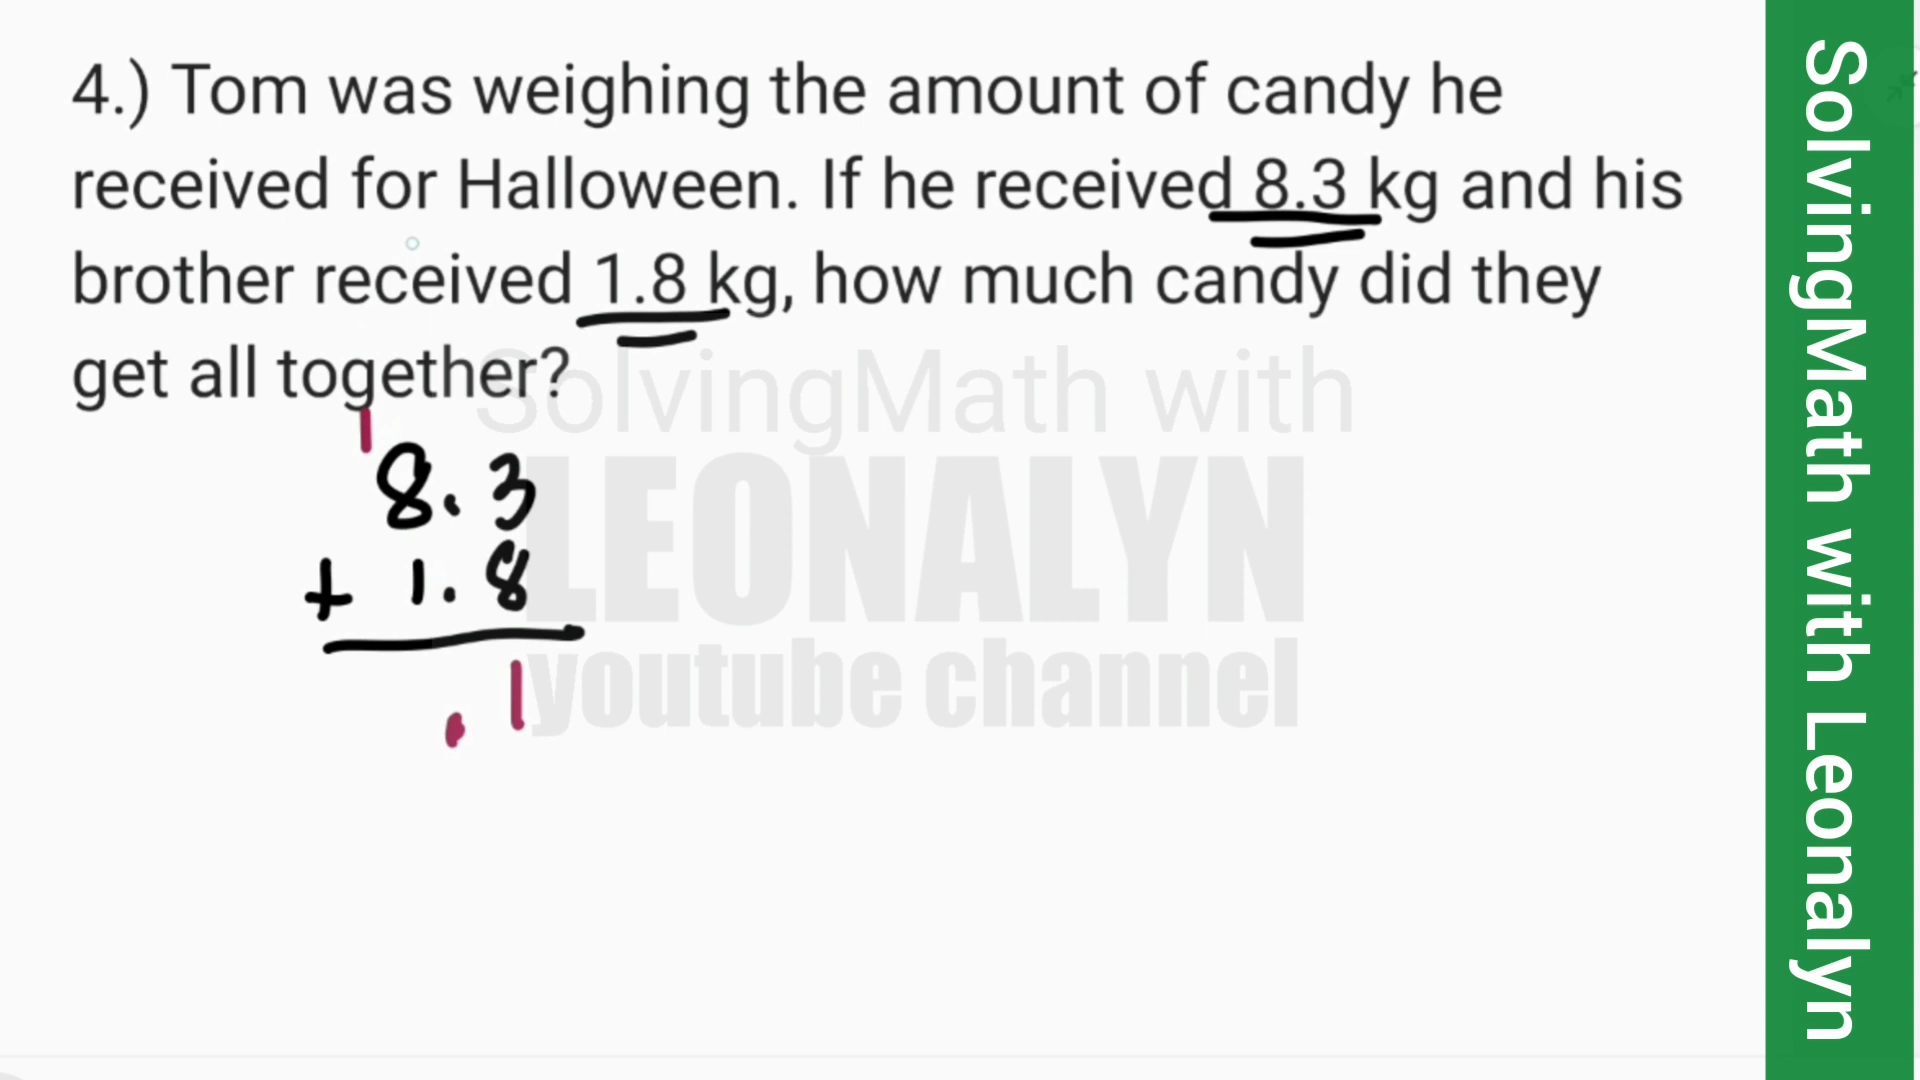 4.) Tom was weighing the amount of candy he
received for Halloween. If he received 8.3 kg and his
brother received 1.8 kg, how much candy did they
get all together?
1
8.3
+ 1.8
.1
SolvingMath with
LEONALYN
youtube channel
SolvingMath with Leonalyn